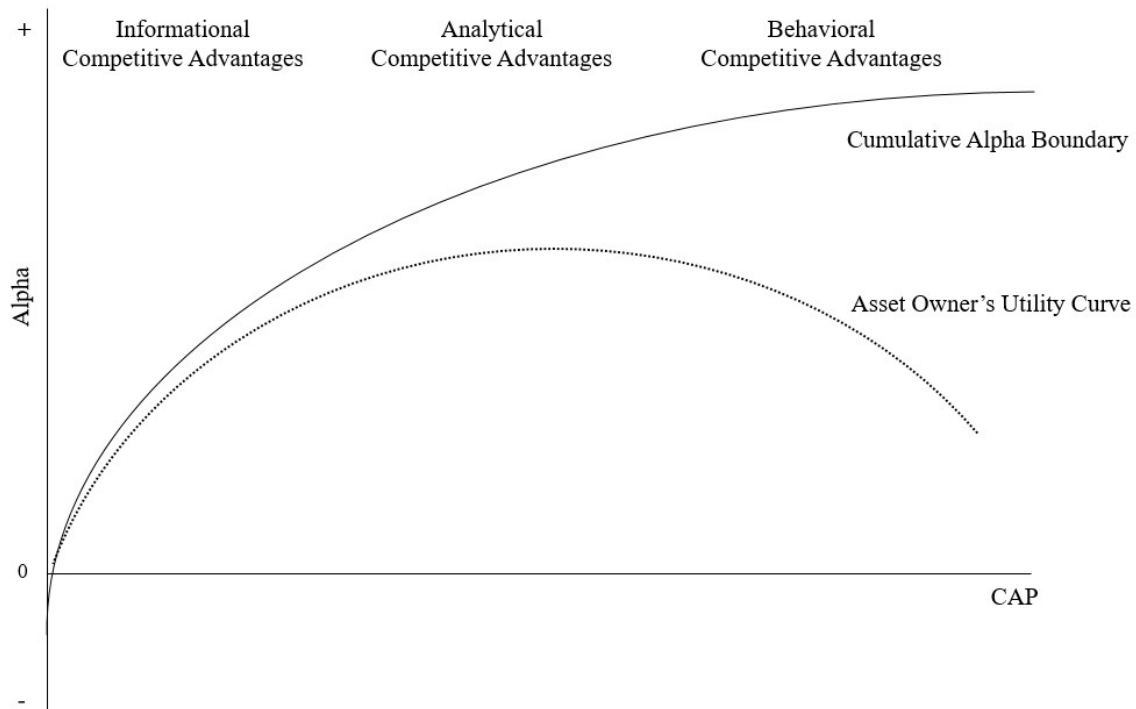 +
Informational
Competitive Advantages
Analytical
Competitive Advantages
Behavioral
Competitive Advantages
Cumulative Alpha Boundary
Alpha
Asset Owner’s Utility Curve
0
CAP
-